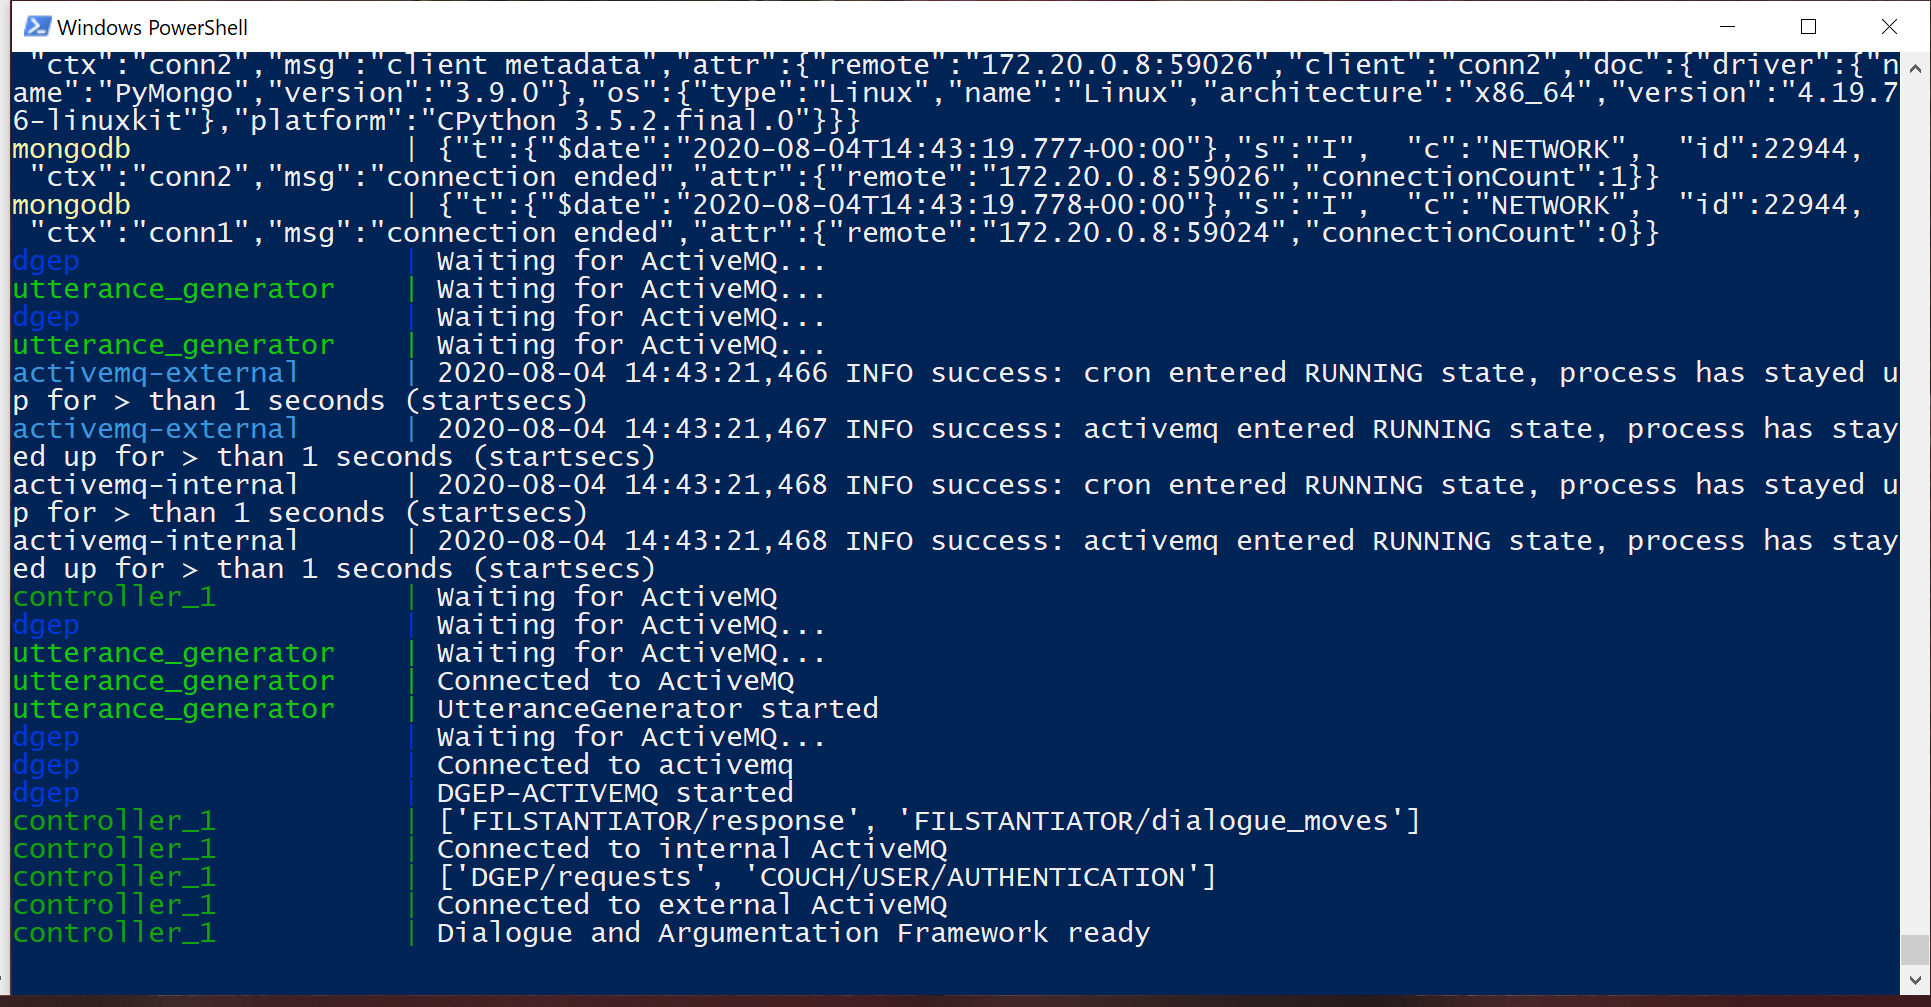 Windows PowerShell
 "ctx":"conn2","msg":"client metadata","attr":{"remote":"172.20.0.8:59026","client":"conn2","doc":{"driver":{"n
ame":"PyMongo","version":"3.9.0"},"os":{"type":"Linux","name":"Linux","architecture":"x86_64","version":"4.19.7
6-linuxkit"},"platform":"CPython 3.5.2.final.0"}}}
mongodb                | {"t":{"$date":"2020-08-04T14:43:19.777+00:00"},"s":"I",  "c":"NETWORK",  "id":22944,
 "ctx":"conn2","msg":"connection ended","attr":{"remote":"172.20.0.8:59026","connectionCount":1}}
mongodb                | {"t":{"$date":"2020-08-04T14:43:19.778+00:00"},"s":"I",  "c":"NETWORK",  "id":22944,
 "ctx":"conn1","msg":"connection ended","attr":{"remote":"172.20.0.8:59024","connectionCount":0}}
dgep                   | Waiting for ActiveMQ...
utterance_generator    | Waiting for ActiveMQ...
dgep                   | Waiting for ActiveMQ...
utterance_generator    | Waiting for ActiveMQ...
activemq-external      | 2020-08-04 14:43:21,466 INFO success: cron entered RUNNING state, process has stayed u
p for > than 1 seconds (startsecs)
activemq-external      | 2020-08-04 14:43:21,467 INFO success: activemq entered RUNNING state, process has stay
ed up for > than 1 seconds (startsecs)
activemq-internal      | 2020-08-04 14:43:21,468 INFO success: cron entered RUNNING state, process has stayed u
p for > than 1 seconds (startsecs)
activemq-internal      | 2020-08-04 14:43:21,468 INFO success: activemq entered RUNNING state, process has stay
ed up for > than 1 seconds (startsecs)
controller_1           | Waiting for ActiveMQ
dgep                   | Waiting for ActiveMQ...
utterance_generator    | Waiting for ActiveMQ...
utterance_generator    | Connected to ActiveMQ
utterance_generator    | UtteranceGenerator started
dgep                   | Waiting for ActiveMQ...
dgep                   | Connected to activemq
dgep                   | DGEP-ACTIVEMQ started
controller_1           | ['FILSTANTIATOR/response', 'FILSTANTIATOR/dialogue_moves']
controller_1           | Connected to internal ActiveMQ
controller_1           | ['DGEP/requests', 'COUCH/USER/AUTHENTICATION']
controller_1           | Connected to external ActiveMQ
controller_1           | Dialogue and Argumentation Framework ready